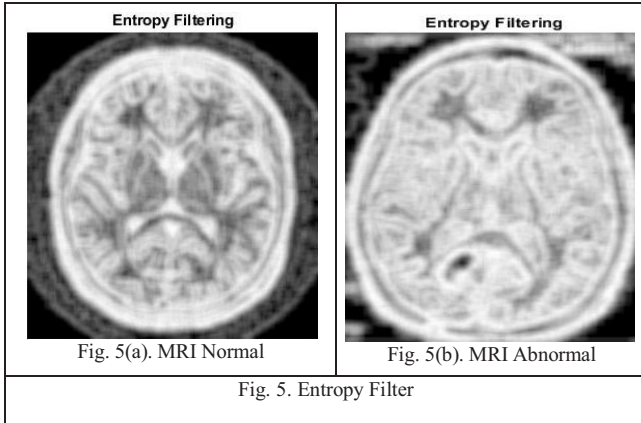 Entropy Filtering
Entropy Filtering
Fig. 5(a). MRI Normal
Fig. 5(b). MRI Abnormal
Fig. 5. Entropy Filter